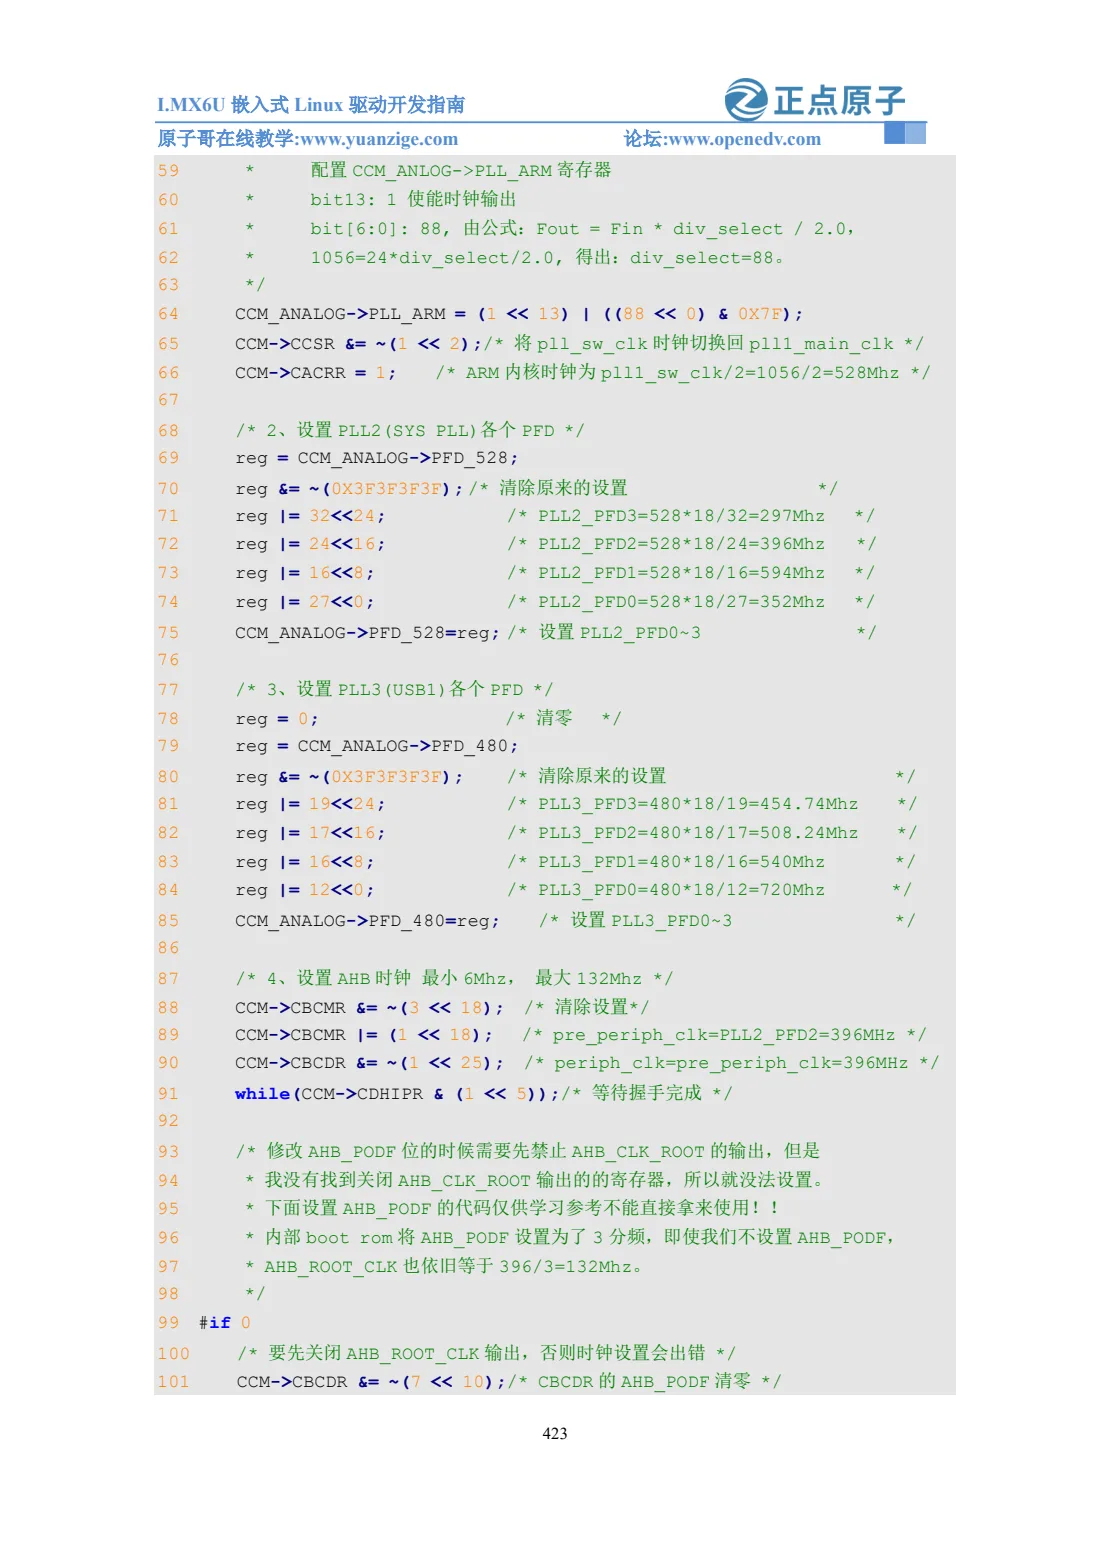 I.MX6U 嵌入式 Linux 驱动开发指南
正点原子
原子哥在线教学:www.yuanzige.com 论坛:www.openedv.com
59 * 配置 CCM_ANLOG->PLL_ARM 寄存器
60 * bit13: 1 使能时钟输出
61 * bit[6:0]: 88, 由公式：Fout = Fin * div_select / 2.0，
62 * 1056=24*div_select/2.0, 得出：div_select=88。
63 */
64 CCM_ANALOG->PLL_ARM = (1 << 13) | ((88 << 0) & 0X7F);
65 CCM->CCSR &= ~(1 << 2);/* 将 pll_sw_clk 时钟切换回 pll1_main_clk */
66 CCM->CACRR = 1; /* ARM 内核时钟为 pll1_sw_clk/2=1056/2=528Mhz */
67
68 /* 2、设置 PLL2(SYS PLL)各个 PFD */
69 reg = CCM_ANALOG->PFD_528;
70 reg &= ~(0X3F3F3F3F);/* 清除原来的设置 */
71 reg |= 32<<24; /* PLL2_PFD3=528*18/32=297Mhz */
72 reg |= 24<<16; /* PLL2_PFD2=528*18/24=396Mhz */
73 reg |= 16<<8; /* PLL2_PFD1=528*18/16=594Mhz */
74 reg |= 27<<0; /* PLL2_PFD0=528*18/27=352Mhz */
75 CCM_ANALOG->PFD_528=reg; /* 设置 PLL2_PFD0~3 */
76
77 /* 3、设置 PLL3(USB1)各个 PFD */
78 reg = 0; /* 清零 */
79 reg = CCM_ANALOG->PFD_480;
80 reg &= ~(0X3F3F3F3F); /* 清除原来的设置 */
81 reg |= 19<<24; /* PLL3_PFD3=480*18/19=454.74Mhz */
82 reg |= 17<<16; /* PLL3_PFD2=480*18/17=508.24Mhz */
83 reg |= 16<<8; /* PLL3_PFD1=480*18/16=540Mhz */
84 reg |= 12<<0; /* PLL3_PFD0=480*18/12=720Mhz */
85 CCM_ANALOG->PFD_480=reg; /* 设置 PLL3_PFD0~3 */
86
87 /* 4、设置 AHB 时钟 最小 6Mhz， 最大 132Mhz */
88 CCM->CBCMR &= ~(3 << 18); /* 清除设置*/
89 CCM->CBCMR |= (1 << 18); /* pre_periph_clk=PLL2_PFD2=396MHz */
90 CCM->CBCDR &= ~(1 << 25); /* periph_clk=pre_periph_clk=396MHz */
91 while(CCM->CDHIPR & (1 << 5));/* 等待握手完成 */
92
93 /* 修改 AHB_PODF 位的时候需要先禁止 AHB_CLK_ROOT 的输出，但是
94 * 我没有找到关闭 AHB_CLK_ROOT 输出的的寄存器，所以就没法设置。
95 * 下面设置 AHB_PODF 的代码仅供学习参考不能直接拿来使用！！
96 * 内部 boot rom 将 AHB_PODF 设置为了 3 分频，即使我们不设置 AHB_PODF，
97 * AHB_ROOT_CLK 也依旧等于 396/3=132Mhz。
98 */
99 #if 0
100 /* 要先关闭 AHB_ROOT_CLK 输出，否则时钟设置会出错 */
101 CCM->CBCDR &= ~(7 << 10);/* CBCDR 的 AHB_PODF 清零 */
423